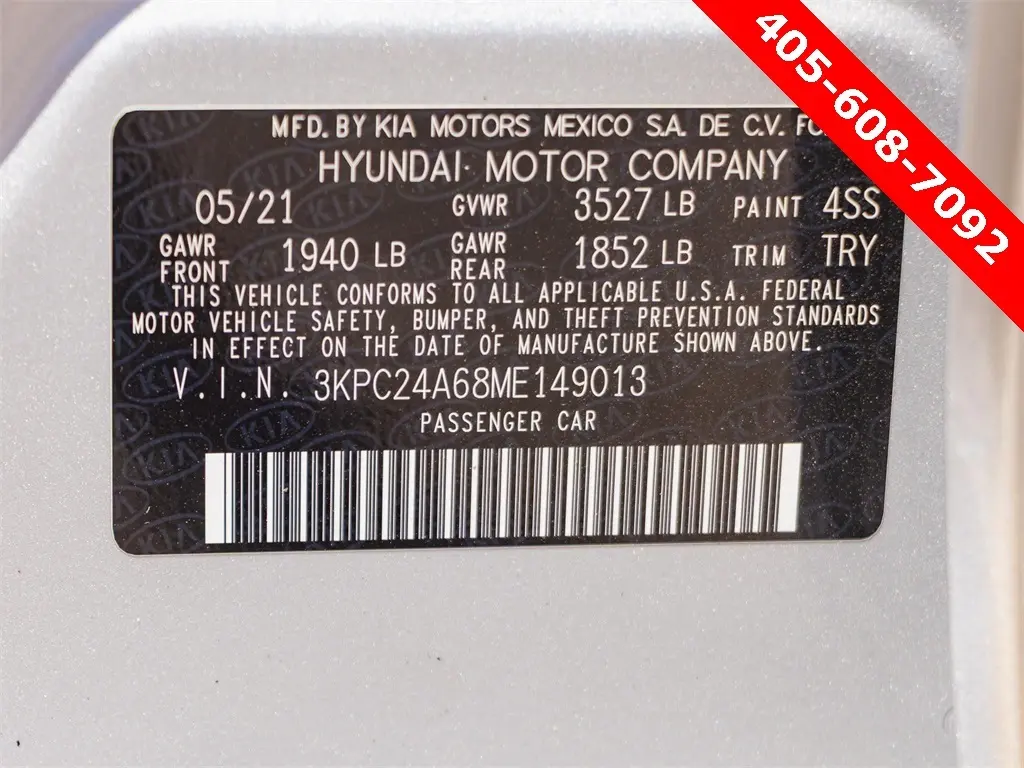 405-608-7092
MFD. BY KIA MOTORS MEXICO S.A. DE C.V.
HYUNDAI MOTOR COMPANY
05/21 GVWR 3527 LB PAINT 4SS
GAWR FRONT 1940 LB GAWR REAR 1852 LB TRIM TRY
THIS VEHICLE CONFORMS TO ALL APPLICABLE U.S.A. FEDERAL
MOTOR VEHICLE SAFETY, BUMPER, AND THEFT PREVENTION STANDARDS
IN EFFECT ON THE DATE OF MANUFACTURE SHOWN ABOVE.
V.I.N. 3KPC24A68ME149013
PASSENGER CAR